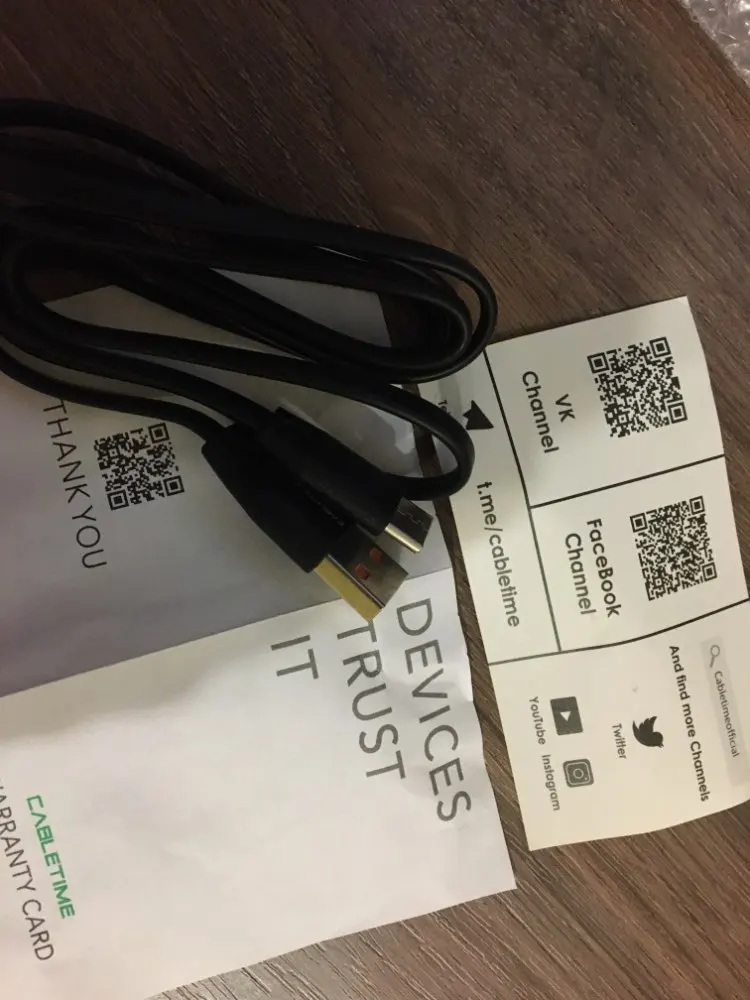 THANK YOU
DEVICES
TRUST
IT
CABLETIME
WARRANTY CARD
VK
Channel
FaceBook
Channel
t.me/cabletime
Cabletimeofficial
And find more Channels
Twitter
YouTube
Instagram